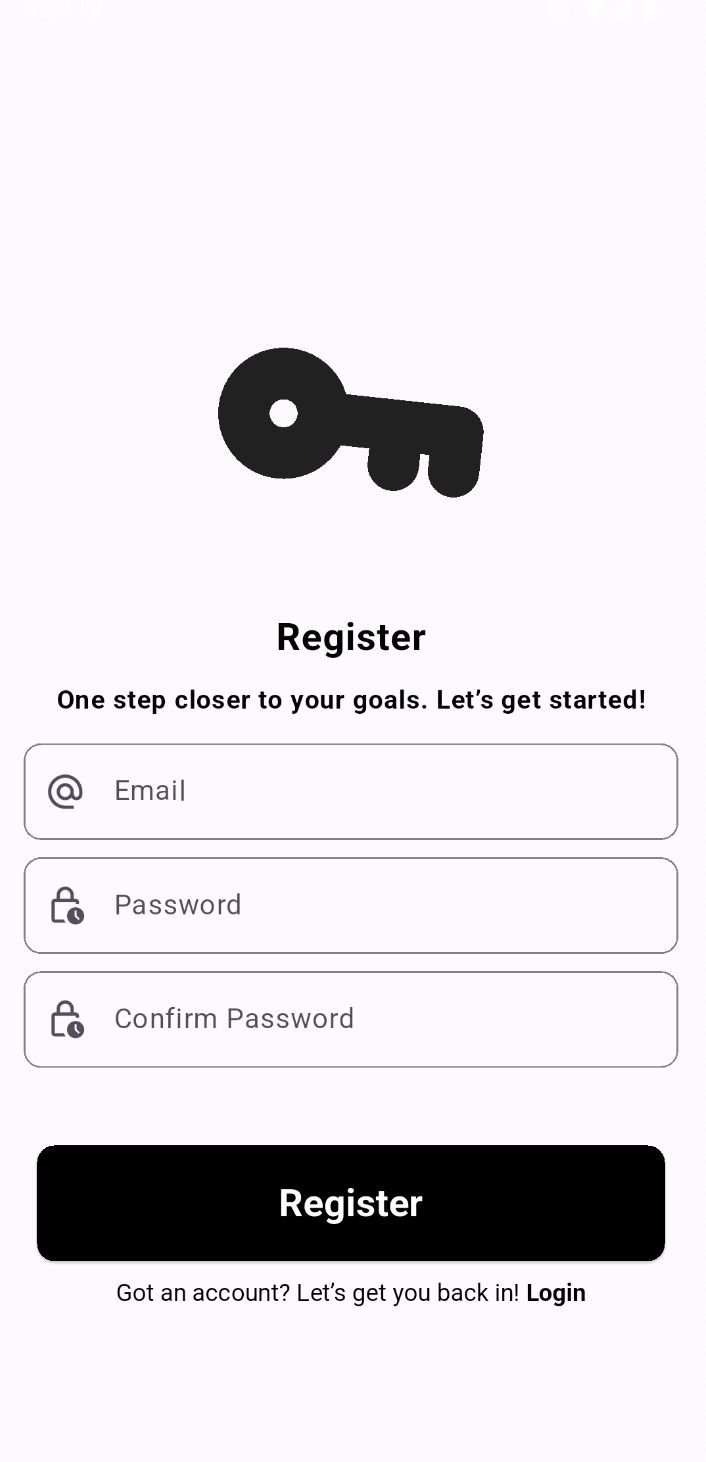 Register
One step closer to your goals. Let’s get started!
Email
Password
Confirm Password
Register
Got an account? Let’s get you back in! Login